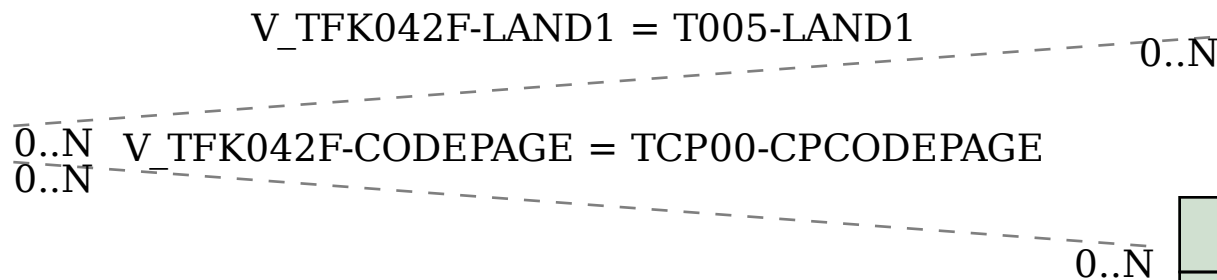 V_TFK042F-LAND1 = T005-LAND1
0..N
0..N
V_TFK042F-CODEPAGE = TCP00-CPCODEPAGE
0..N
0..N